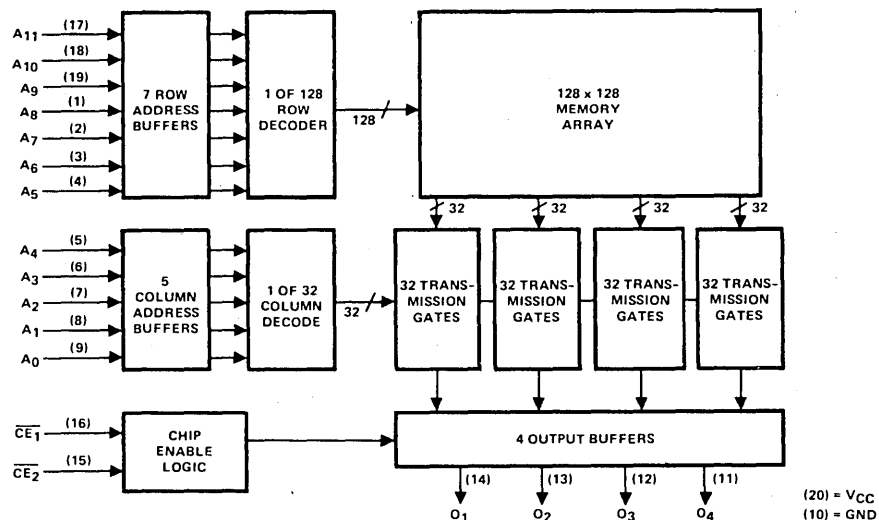 A11 (17)
A10 (18)
A9 (19)
A8 (1)
A7 (2)
A6 (3)
A5 (4)
7 ROW
ADDRESS
BUFFERS
1 OF 128
ROW
DECODER
128
128 x 128
MEMORY
ARRAY
32
32
32
32
A4 (5)
A3 (6)
A2 (7)
A1 (8)
A0 (9)
5
COLUMN
ADDRESS
BUFFERS
1 OF 32
COLUMN
DECODE
32
32 TRANS-
MISSION
GATES
32 TRANS-
MISSION
GATES
32 TRANS-
MISSION
GATES
32 TRANS-
MISSION
GATES
CE1 (16)
CE2 (15)
CHIP
ENABLE
LOGIC
4 OUTPUT BUFFERS
(14) (13) (12) (11)
O1 O2 O3 O4
(20) = VCC
(10) = GND